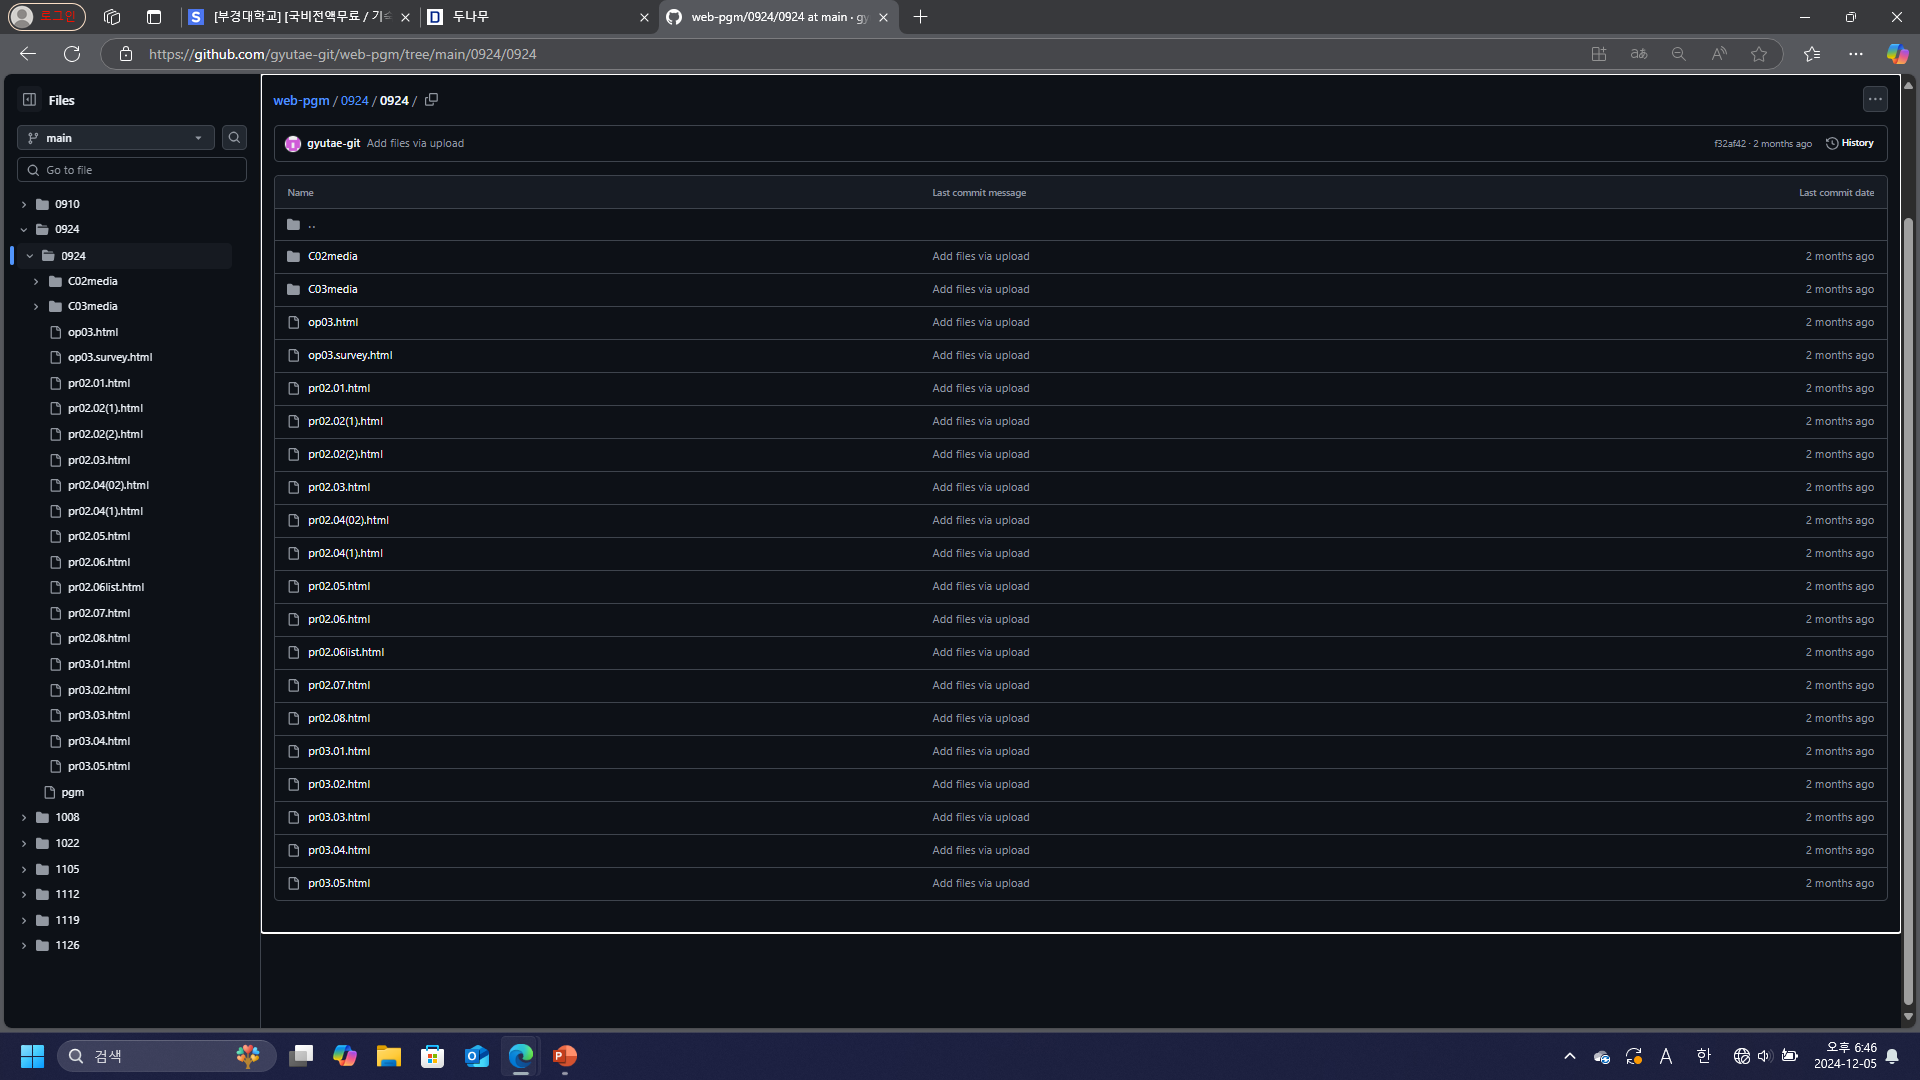 로그인
[부경대학교] [국비전액무료 / 기숙
두나무
web-pgm/0924/0924 at main · gy
https://github.com/gyutae-git/web-pgm/tree/main/0924/0924
Files
main
Go to file
0910
0924
0924
C02media
C03media
op03.html
op03.survey.html
pr02.01.html
pr02.02(1).html
pr02.02(2).html
pr02.03.html
pr02.04(02).html
pr02.04(1).html
pr02.05.html
pr02.06.html
pr02.06list.html
pr02.07.html
pr02.08.html
pr03.01.html
pr03.02.html
pr03.03.html
pr03.04.html
pr03.05.html
pgm
1008
1022
1105
1112
1119
1126
web-pgm / 0924 / 0924 /
gyutae-git Add files via upload f32af42 · 2 months ago History
Name Last commit message Last commit date
..
C02media Add files via upload 2 months ago
C03media Add files via upload 2 months ago
op03.html Add files via upload 2 months ago
op03.survey.html Add files via upload 2 months ago
pr02.01.html Add files via upload 2 months ago
pr02.02(1).html Add files via upload 2 months ago
pr02.02(2).html Add files via upload 2 months ago
pr02.03.html Add files via upload 2 months ago
pr02.04(02).html Add files via upload 2 months ago
pr02.04(1).html Add files via upload 2 months ago
pr02.05.html Add files via upload 2 months ago
pr02.06.html Add files via upload 2 months ago
pr02.06list.html Add files via upload 2 months ago
pr02.07.html Add files via upload 2 months ago
pr02.08.html Add files via upload 2 months ago
pr03.01.html Add files via upload 2 months ago
pr03.02.html Add files via upload 2 months ago
pr03.03.html Add files via upload 2 months ago
pr03.04.html Add files via upload 2 months ago
pr03.05.html Add files via upload 2 months ago
검색
A 한
오후 6:46
2024-12-05